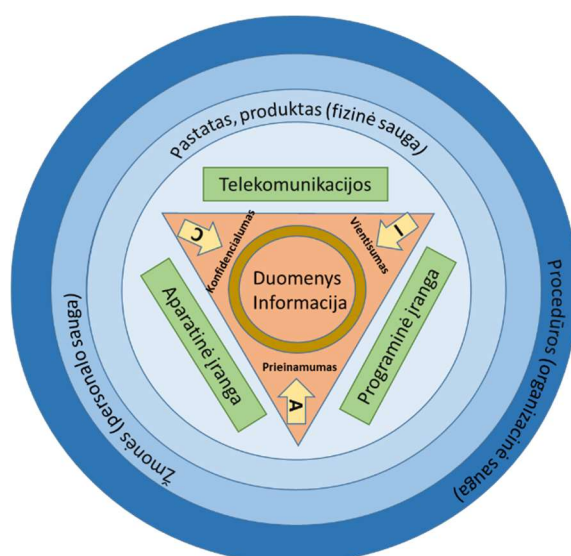 Pastatas, produktas (fizinė sauga)
Telekomunikacijos
C
Konfidencialumas
I
Vientisumas
Duomenys
Informacija
Aparatinė įranga
Programinė įranga
Prieinamumas
A
Žmonės (personalo sauga)
Procedūros (organizacinė sauga)